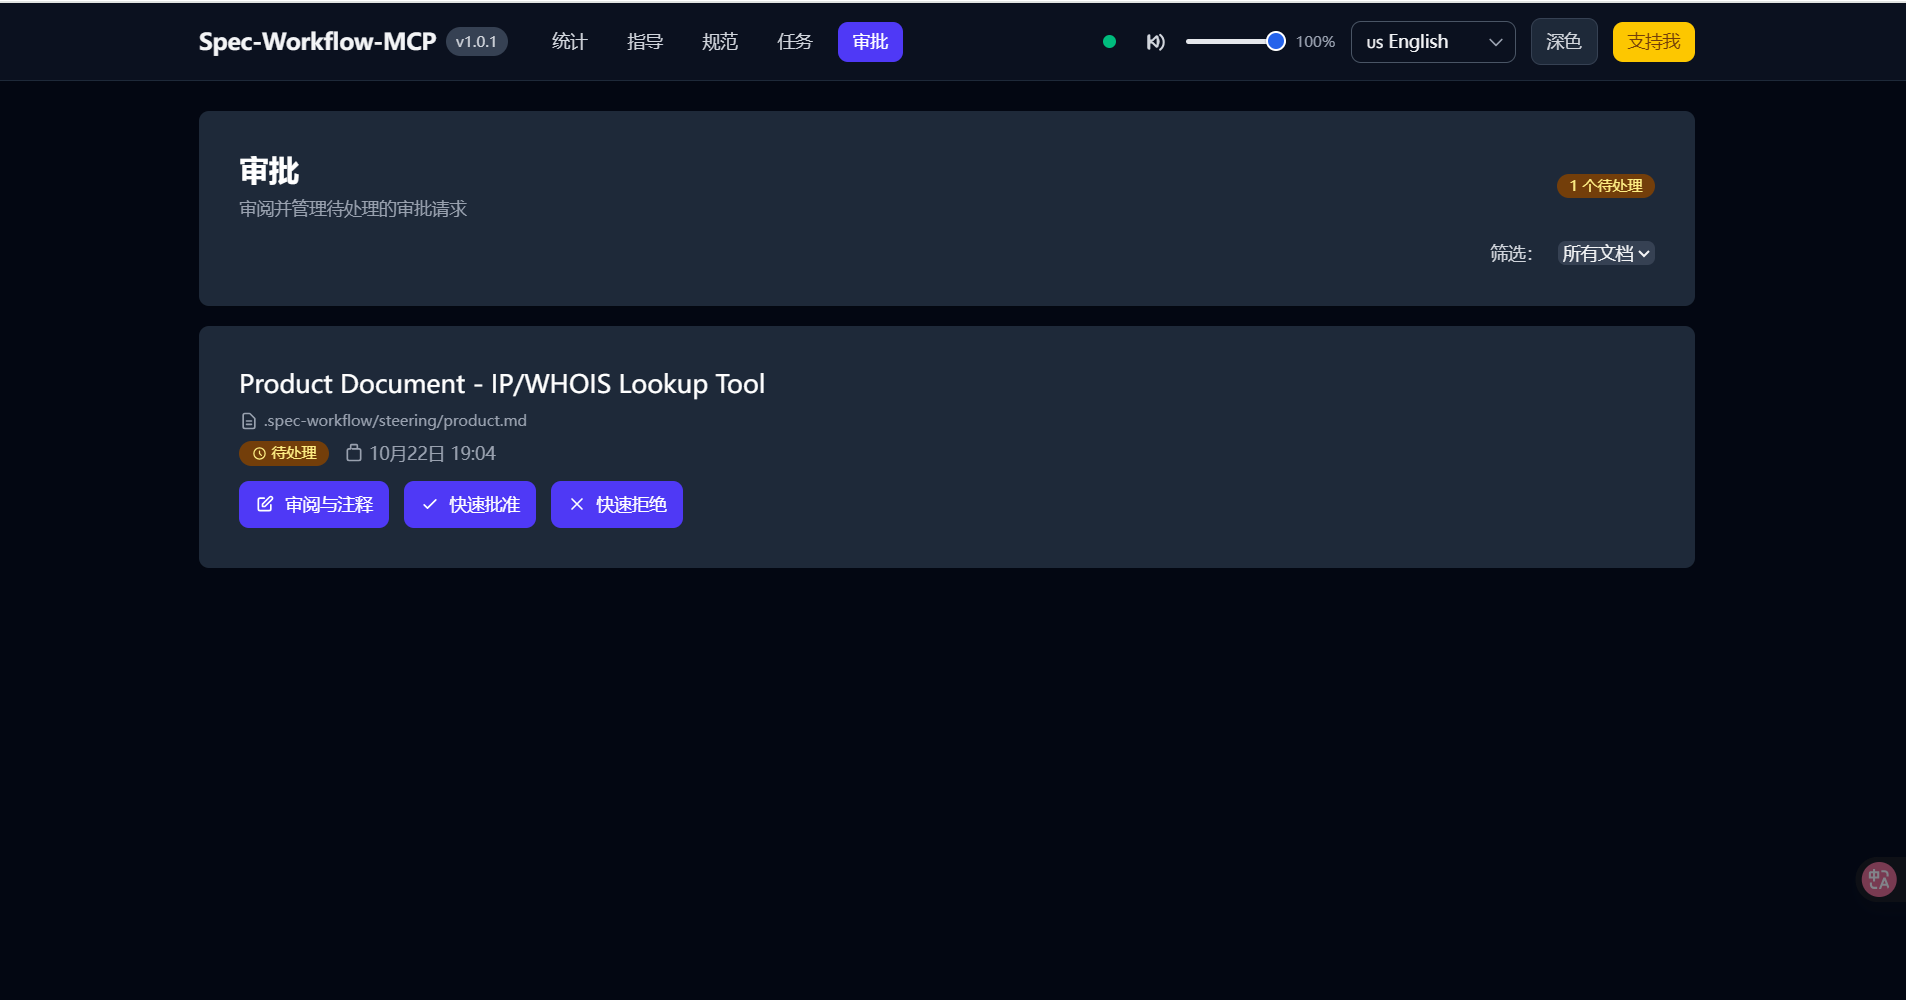 Spec-Workflow-MCP v1.0.1 统计 指导 规范 任务 审批 100% us English 深色 支持我
审批
审阅并管理待处理的审批请求
1 个待处理
筛选: 所有文档
Product Document - IP/WHOIS Lookup Tool
.spec-workflow/steering/product.md
待处理 10月22日 19:04
审阅与注释 快速批准 快速拒绝
中 A